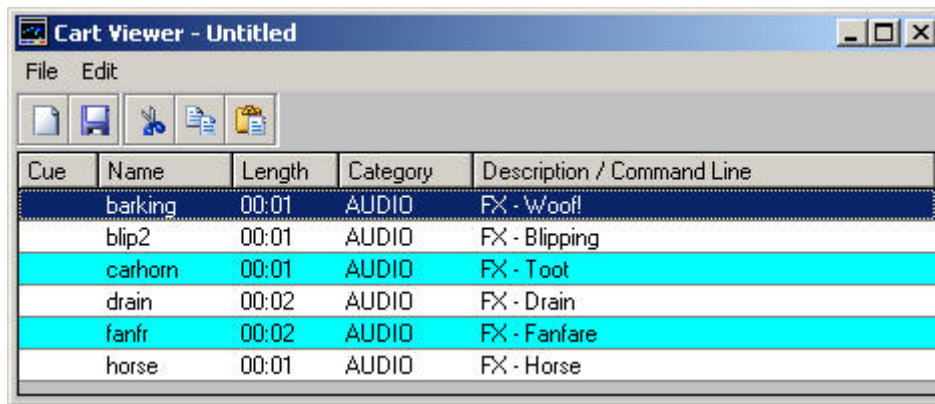 Cart Viewer - Untitled
File Edit
Cue Name Length Category Description / Command Line
barking 00:01 AUDIO FX - Woof!
blip2 00:01 AUDIO FX - Blipping
carhorn 00:01 AUDIO FX - Toot
drain 00:02 AUDIO FX - Drain
fanfr 00:02 AUDIO FX - Fanfare
horse 00:01 AUDIO FX - Horse